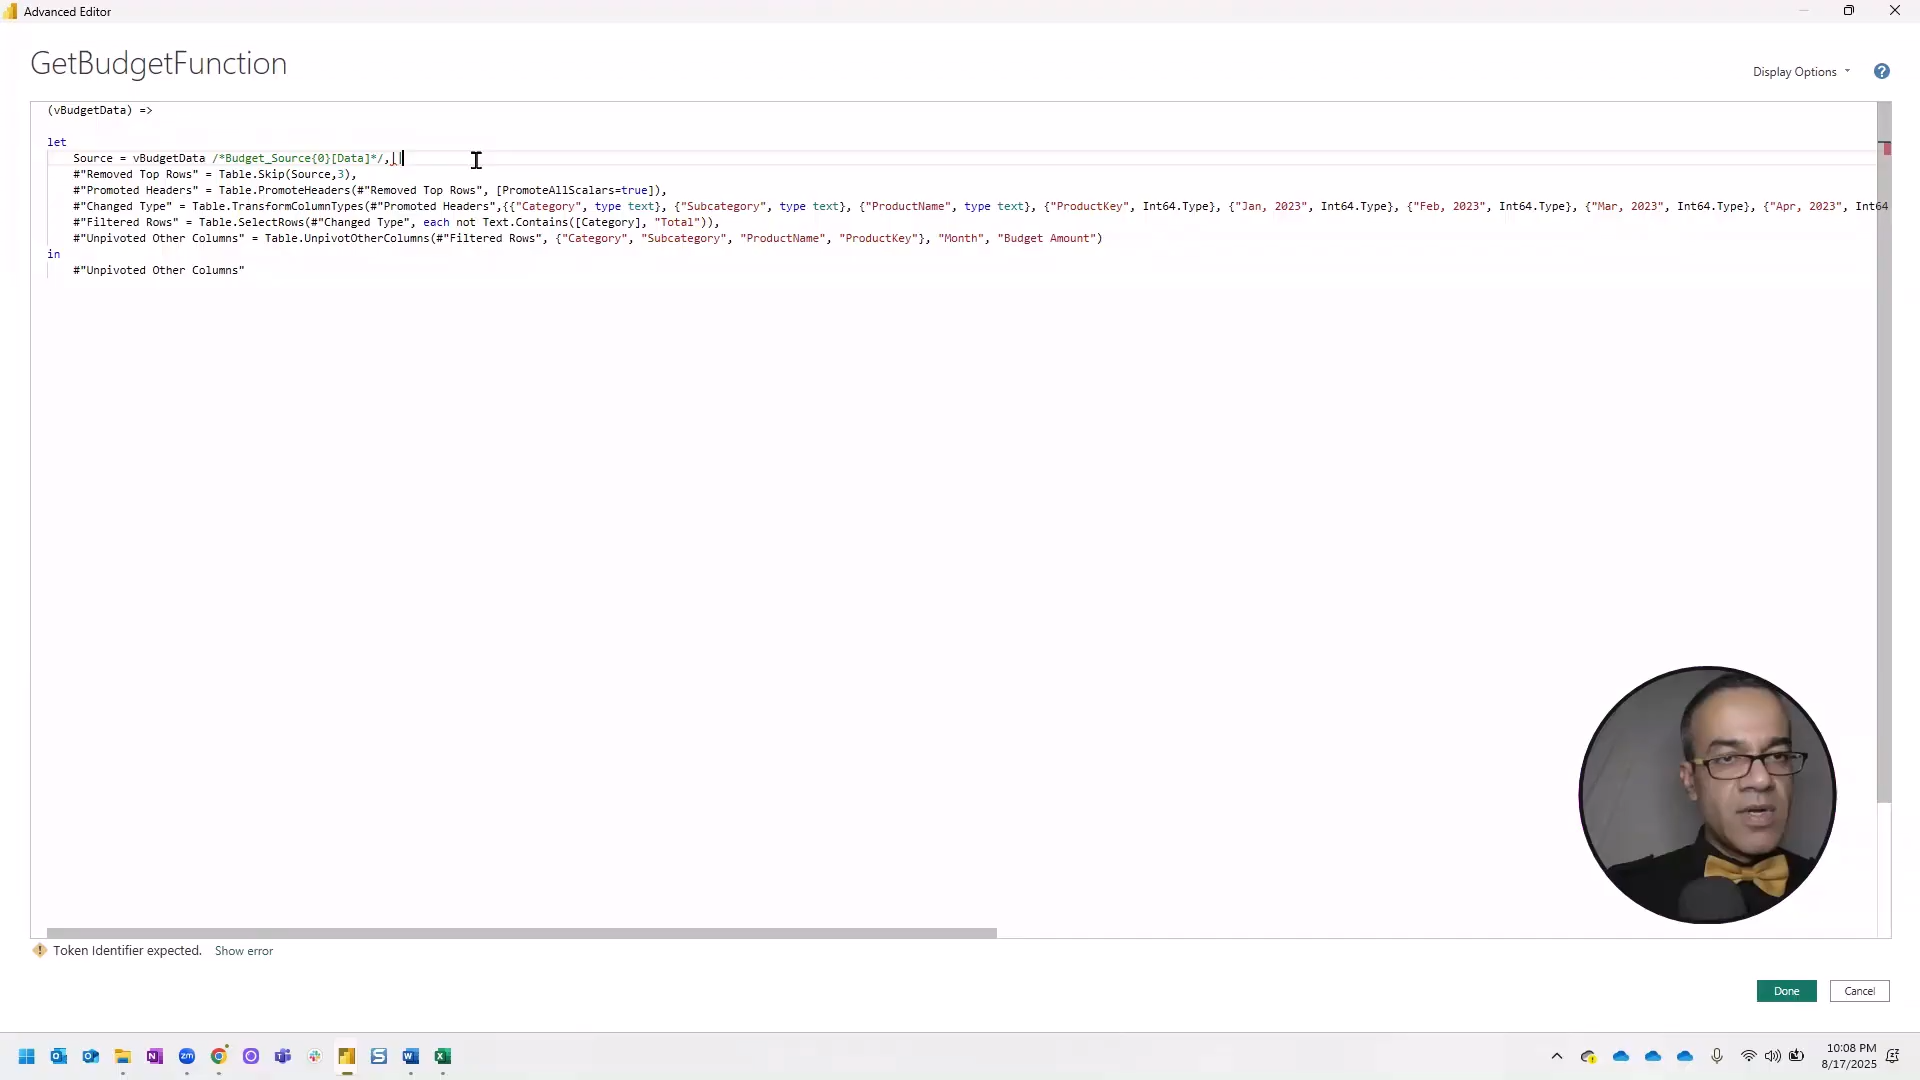 Advanced Editor
GetBudgetFunction
Display Options
(vBudgetData) =>
let
Source = vBudgetData /*Budget_Source{0}[Data]*/,||
#"Removed Top Rows" = Table.Skip(Source,3),
#"Promoted Headers" = Table.PromoteHeaders(#"Removed Top Rows", [PromoteAllScalars=true]),
#"Changed Type" = Table.TransformColumnTypes(#"Promoted Headers",{{"Category", type text}, {"Subcategory", type text}, {"ProductName", type text}, {"ProductKey", Int64.Type}, {"Jan, 2023", Int64.Type}, {"Feb, 2023", Int64.Type}, {"Mar, 2023", Int64.Type}, {"Apr, 2023", Int64
#"Filtered Rows" = Table.SelectRows(#"Changed Type", each not Text.Contains([Category], "Total")),
#"Unpivoted Other Columns" = Table.UnpivotOtherColumns(#"Filtered Rows", {"Category", "Subcategory", "ProductName", "ProductKey"}, "Month", "Budget Amount")
in
#"Unpivoted Other Columns"
Token Identifier expected. Show error
Done Cancel
10:08 PM
8/17/2025